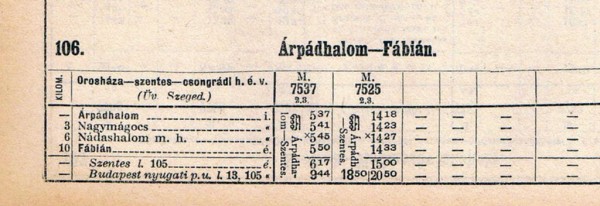 106. Árpádhalom—Fábián.
KILOM. Orosháza—szentes—csongrádi h. é. v. M. M.
(Üv. Szeged.) 7537 7525
2.3. 2.3.
— Árpádhalom i. 5 37 14 18 — — — —
3 Nagymágocs " 5 41 14 23 — — — —
6 Nádashalom m. h. " ×5 45 ×14 27 — — — —
10 Fábián é. 5 50 14 33 — — — —
— Szentes l. 105 é. 6 17 15 00 — — — —
— Budapest nyugati p. u. l. 13, 105 " 9 44 18 50 20 50 — — — —
Árpádhalom—Szentes.
Árpádhalom—Szentes.